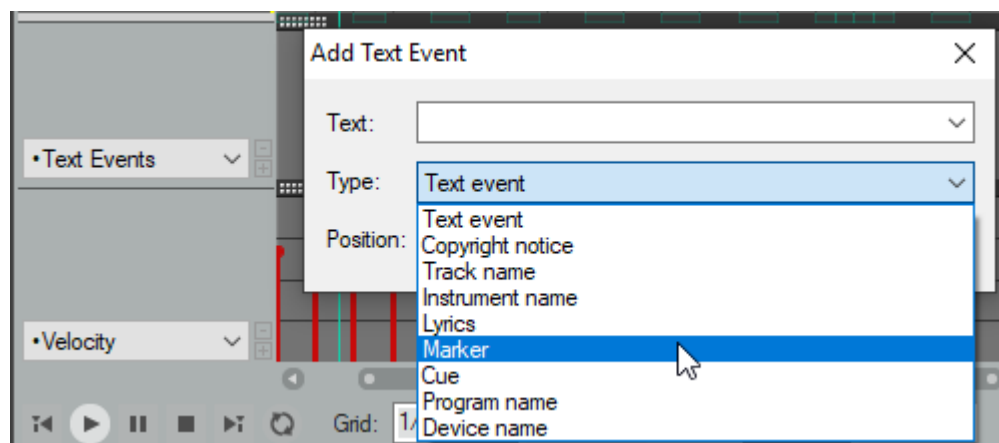 Add Text Event
Text:
•Text Events
Type:
Text event
Text event
Copyright notice
Track name
Instrument name
Lyrics
Marker
Cue
Program name
Device name
Position:
•Velocity
Grid:
1/